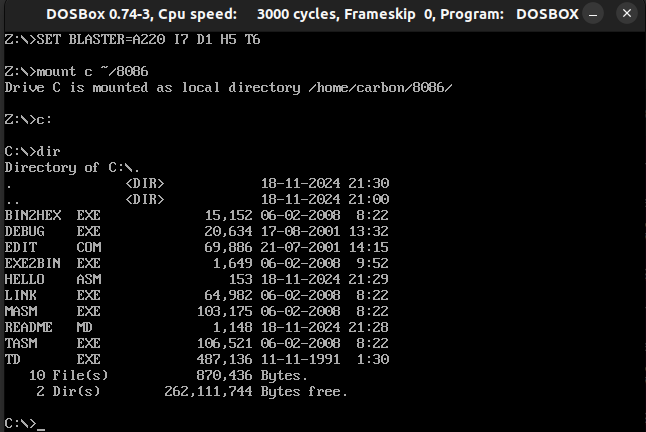 DOSBox 0.74-3, Cpu speed:    3000 cycles, Frameskip  0, Program:   DOSBOX
Z:\>SET BLASTER=A220 I7 D1 H5 T6
Z:\>mount c ~/8086
Drive C is mounted as local directory /home/carbon/8086/
Z:\>c:
C:\>dir
Directory of C:\.
.              <DIR>            18-11-2024 21:30
..             <DIR>            18-11-2024 21:00
BIN2HEX  EXE             15,152 06-02-2008  8:22
DEBUG    EXE             20,634 17-08-2001 13:32
EDIT     COM             69,886 21-07-2001 14:15
EXE2BIN  EXE              1,649 06-02-2008  9:52
HELLO    ASM                153 18-11-2024 21:29
LINK     EXE             64,982 06-02-2008  8:22
MASM     EXE            103,175 06-02-2008  8:22
README   MD               1,148 18-11-2024 21:28
TASM     EXE            106,521 06-02-2008  8:22
TD       EXE            487,136 11-11-1991  1:30
   10 File(s)           870,436 Bytes.
    2 Dir(s)        262,111,744 Bytes free.
C:\>_